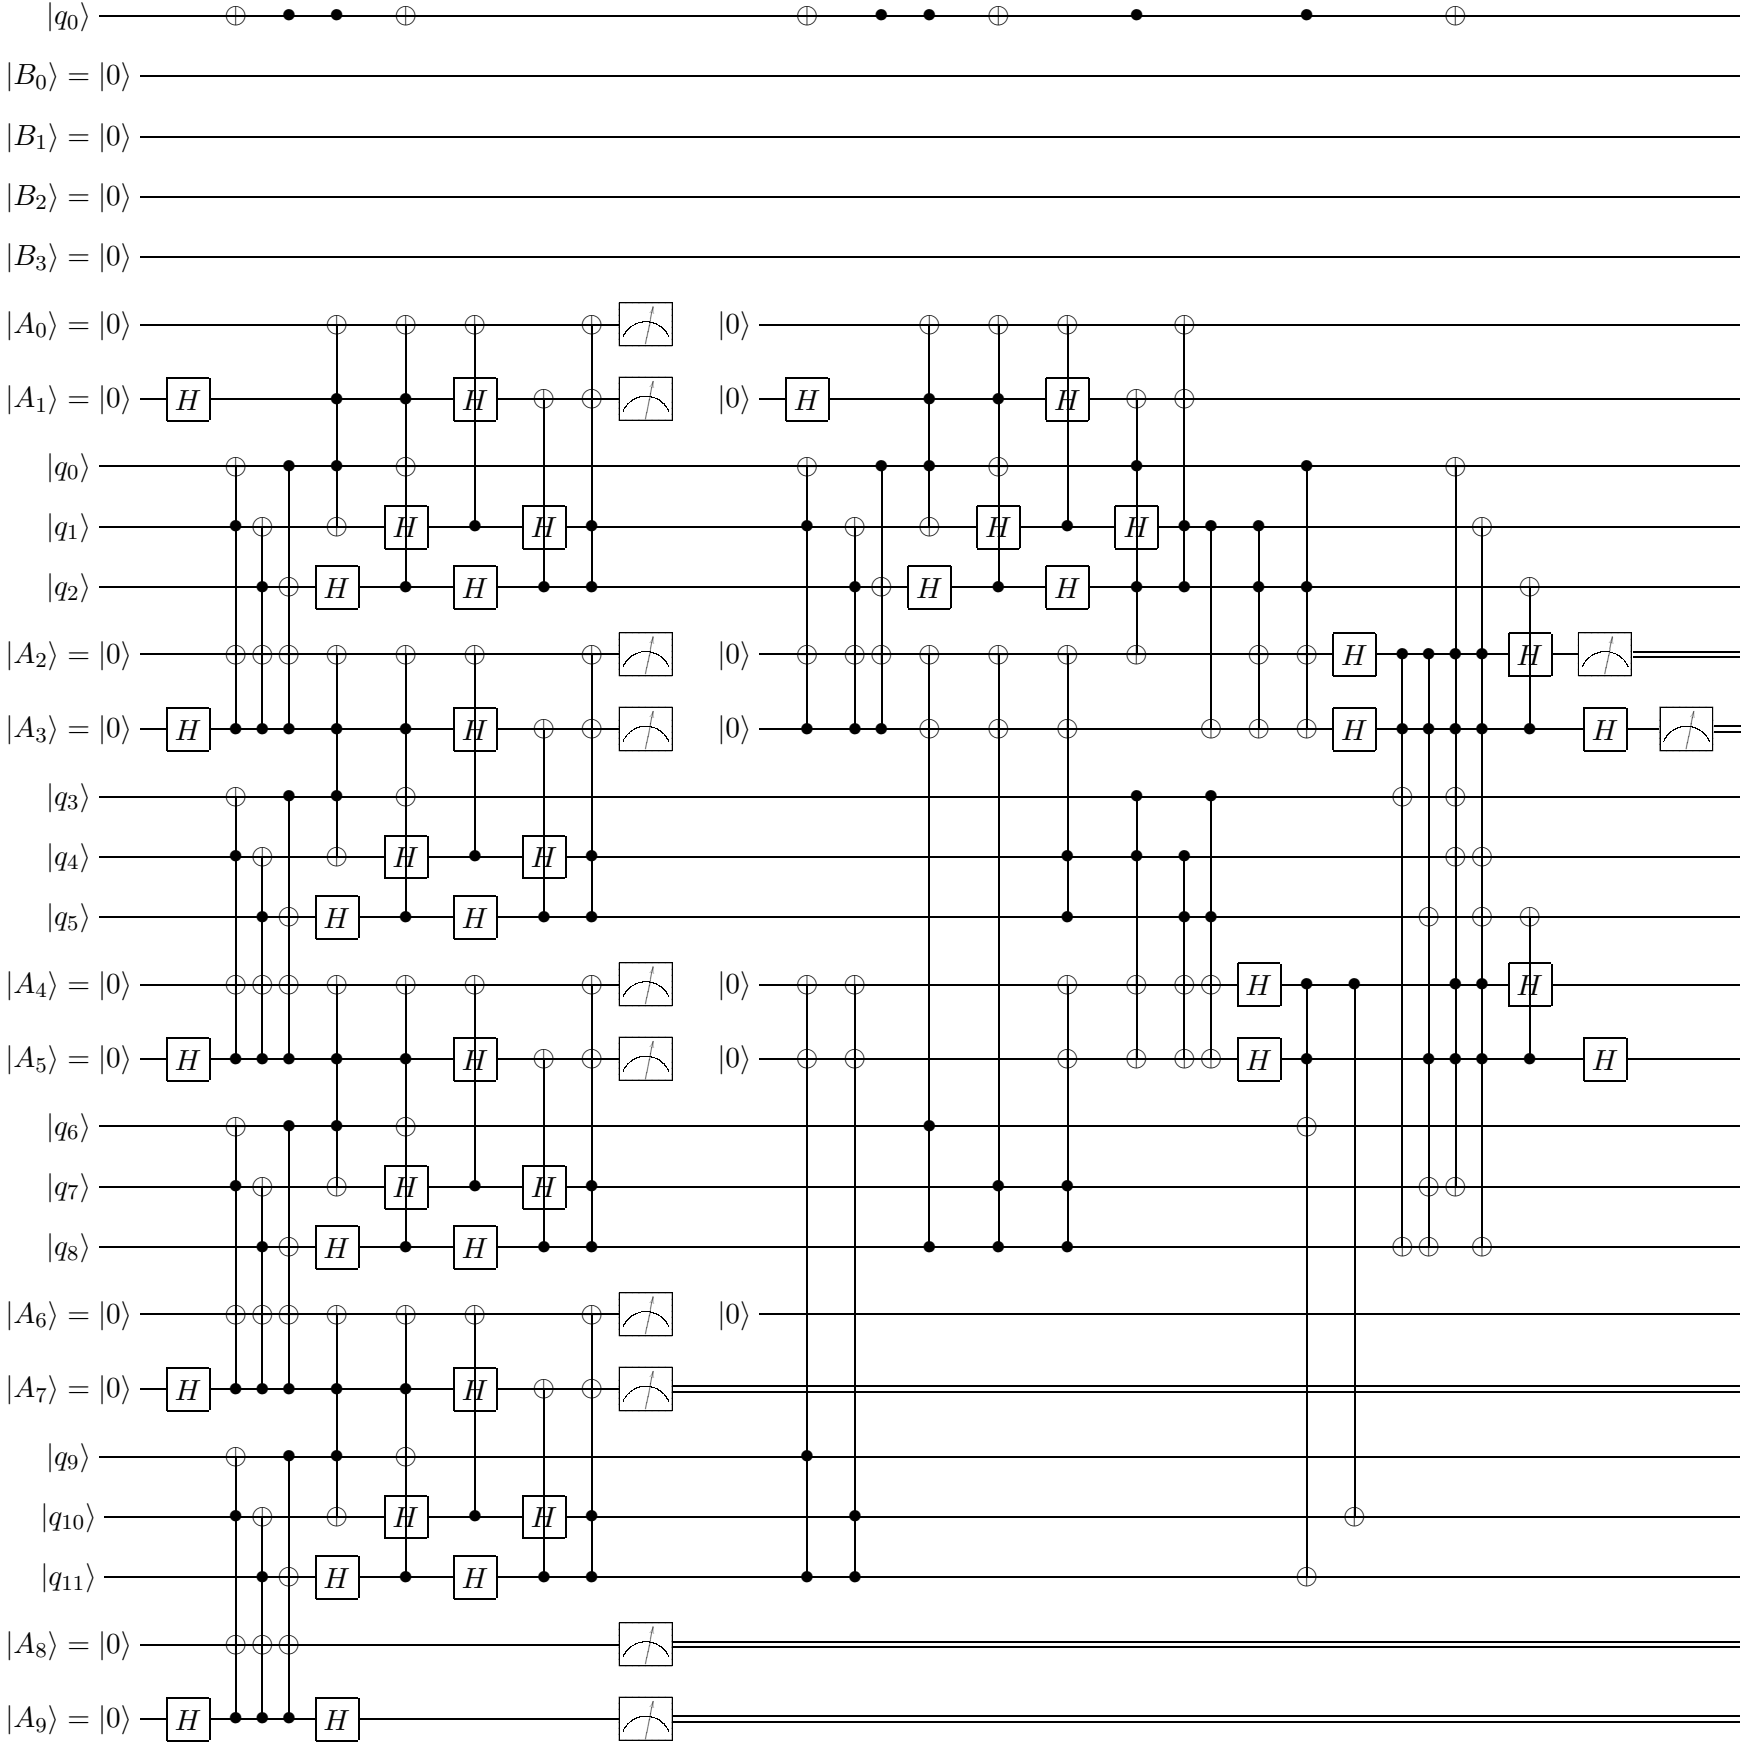 |q₀⟩
|B₀⟩ = |0⟩
|B₁⟩ = |0⟩
|B₂⟩ = |0⟩
|B₃⟩ = |0⟩
|A₀⟩ = |0⟩ |0⟩
|A₁⟩ = |0⟩ H H |0⟩ H H
|q₀⟩
|q₁⟩ H H H H
|q₂⟩ H H H H
|A₂⟩ = |0⟩ |0⟩ H H
|A₃⟩ = |0⟩ H H |0⟩ H H
|q₃⟩
|q₄⟩ H H
|q₅⟩ H H
|A₄⟩ = |0⟩ |0⟩ H H
|A₅⟩ = |0⟩ H H |0⟩ H H
|q₆⟩
|q₇⟩ H H
|q₈⟩ H H
|A₆⟩ = |0⟩ |0⟩
|A₇⟩ = |0⟩ H H
|q₉⟩
|q₁₀⟩ H H
|q₁₁⟩ H H
|A₈⟩ = |0⟩
|A₉⟩ = |0⟩ H H